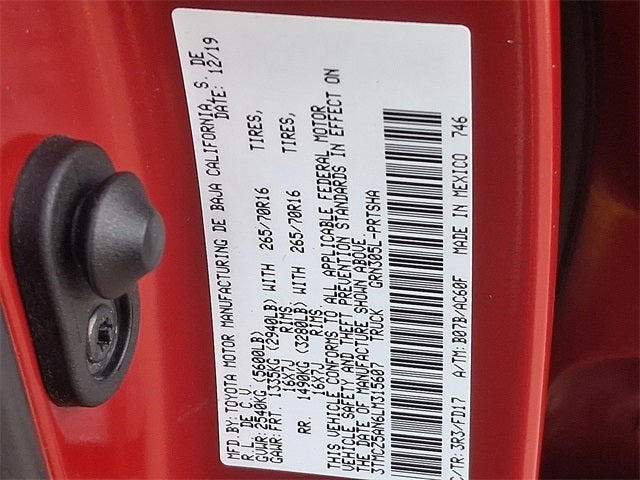 MFD.BY: TOYOTA MOTOR MANUFACTURING DE BAJA CALIFORNIA, S. DE
R.L. DE C.V. DATE: 12/19
GVWR: 2540KG (5600LB)
GAWR: FRT. 1335KG (2940LB) WITH 265/70R16 TIRES,
16X7J RIMS,
RR. 1490KG (3280LB) WITH 265/70R16 TIRES,
16X7J RIMS.
THIS VEHICLE CONFORMS TO ALL APPLICABLE FEDERAL MOTOR
VEHICLE SAFETY AND THEFT PREVENTION STANDARDS IN EFFECT ON
THE DATE OF MANUFACTURE SHOWN ABOVE.
3TMCZ5AN6LM315607 TRUCK GRN305L-PRTSHA
C/TR: 3R3/FD17 A/TM: B07B/AC60F MADE IN MEXICO 746